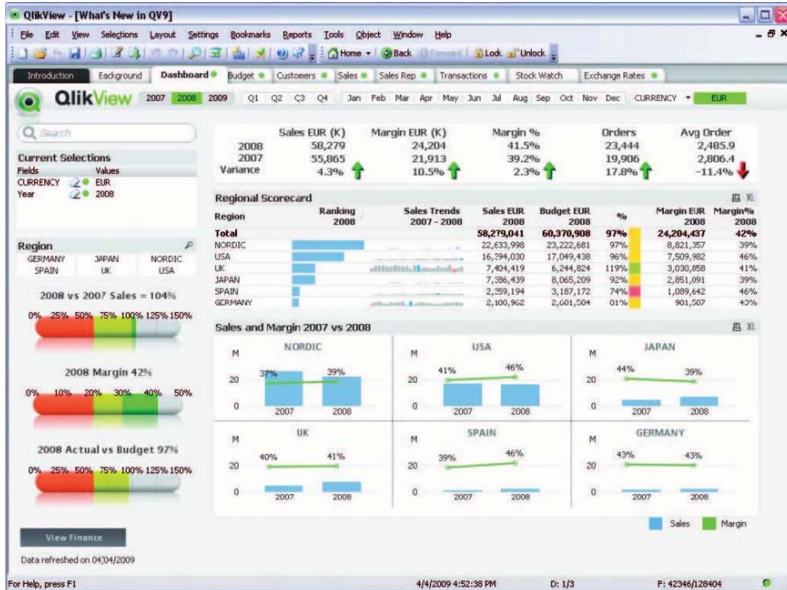 QlikView - [What's New in QV9]
File Edit View Selections Layout Settings Bookmarks Reports Tools Object Window Help
Home Back Forward Lock Unlock
Introduction Background Dashboard Budget Customers Sales Sales Rep Transactions Stock Watch Exchange Rates
QlikView 2007 2008 2009 Q1 Q2 Q3 Q4 Jan Feb Mar Apr May Jun Jul Aug Sep Oct Nov Dec CURRENCY EUR
Search
Current Selections
Fields Values
CURRENCY EUR
Year 2008
Sales EUR (K) Margin EUR (K) Margin % Orders Avg Order
2008 58,279 24,204 41.5% 23,444 2,485.9
2007 55,865 21,913 39.2% 19,906 2,806.4
Variance 4.3% 10.5% 2.3% 17.8% -11.4%
Region
GERMANY JAPAN NORDIC
SPAIN UK USA
2008 vs 2007 Sales = 104%
0% 25% 50% 75% 100% 125% 150%
2008 Margin 42%
0% 10% 20% 30% 40% 50%
2008 Actual vs Budget 97%
0% 25% 50% 75% 100% 125% 150%
View Finance
Data refreshed on 04/04/2009
Regional Scorecard XL
Region Ranking 2008 Sales Trends 2007 - 2008 Sales EUR 2008 Budget EUR 2008 % Margin EUR 2008 Margin% 2008
Total 58,279,041 60,370,908 97% 24,204,437 42%
NORDIC 22,633,998 23,222,681 97% 8,821,357 39%
USA 16,294,030 17,049,438 96% 7,509,982 46%
UK 7,404,419 6,244,824 119% 3,030,858 41%
JAPAN 7,386,439 8,065,209 92% 2,851,091 39%
SPAIN 2,359,194 3,187,172 74% 1,089,642 46%
GERMANY 2,100,962 2,601,504 901,507
Sales and Margin 2007 vs 2008 XL
NORDIC
M
37% 39%
20
0
2007 2008
USA
M
41% 46%
20
0
2007 2008
JAPAN
M
44% 39%
20
0
2007 2008
UK
M
40% 41%
20
0
2007 2008
SPAIN
M
39% 46%
20
0
2007 2008
GERMANY
M
43% 43%
20
0
2007 2008
Sales Margin
For Help, press F1 4/4/2009 4:52:38 PM D: 1/3 F: 42346/128404